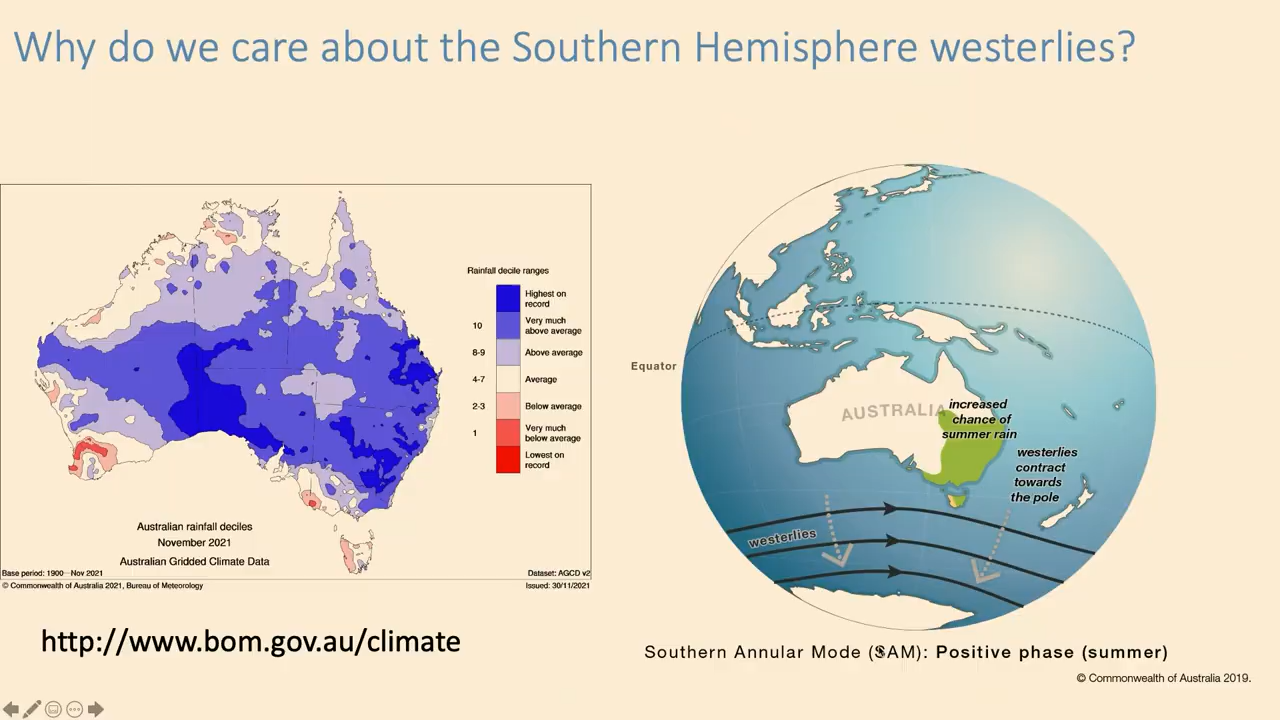 Why do we care about the Southern Hemisphere westerlies?
Rainfall decile ranges
Highest on
record
10
Very much
above average
8-9
Above average
4-7
Average
2-3
Below average
1
Very much
below average
Lowest on
record
Australian rainfall deciles
November 2021
Australian Gridded Climate Data
Base period: 1900—Nov 2021
Dataset: AGCD v2
© Commonwealth of Australia 2021, Bureau of Meteorology
Issued: 30/11/2021
http://www.bom.gov.au/climate
Equator
AUSTRALIA
increased
chance of
summer rain
westerlies
contract
towards
the pole
westerlies
Southern Annular Mode (SAM): Positive phase (summer)
© Commonwealth of Australia 2019.